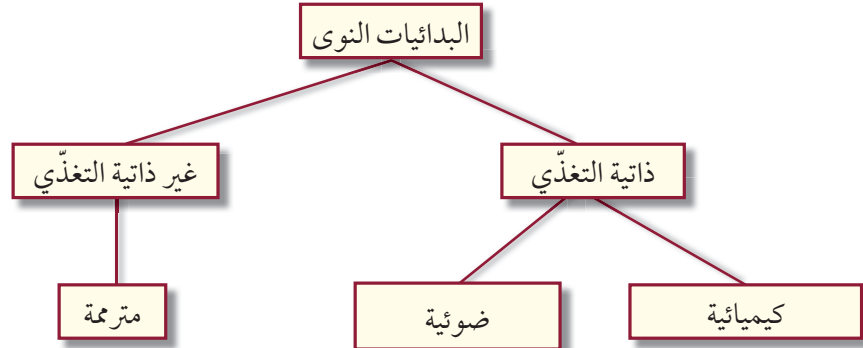 البدائيات النوى
ذاتية التغذّي
غير ذاتية التغذّي
كيميائية
ضوئية
مترممة